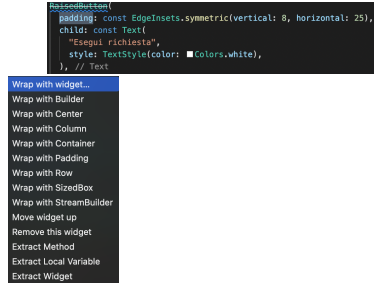 RaisedButton(
padding: const EdgeInsets.symmetric(vertical: 8, horizontal: 25),
child: const Text(
"Esegui richiesta",
style: TextStyle(color: Colors.white),
), // Text
Wrap with widget...
Wrap with Builder
Wrap with Center
Wrap with Column
Wrap with Container
Wrap with Padding
Wrap with Row
Wrap with SizedBox
Wrap with StreamBuilder
Move widget up
Remove this widget
Extract Method
Extract Local Variable
Extract Widget